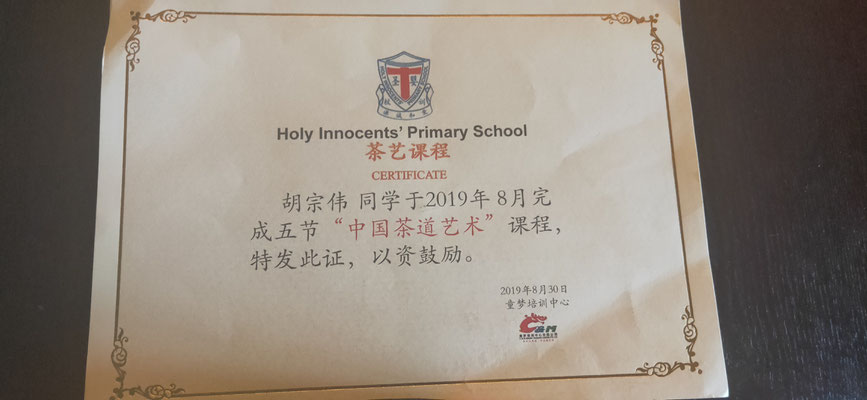 Holy Innocents' Primary School
茶艺课程
CERTIFICATE
胡宗伟 同学于2019年 8月完
成五节“中国茶道艺术”课程,
特发此证, 以资鼓励。
2019年8月30日
童梦培训中心